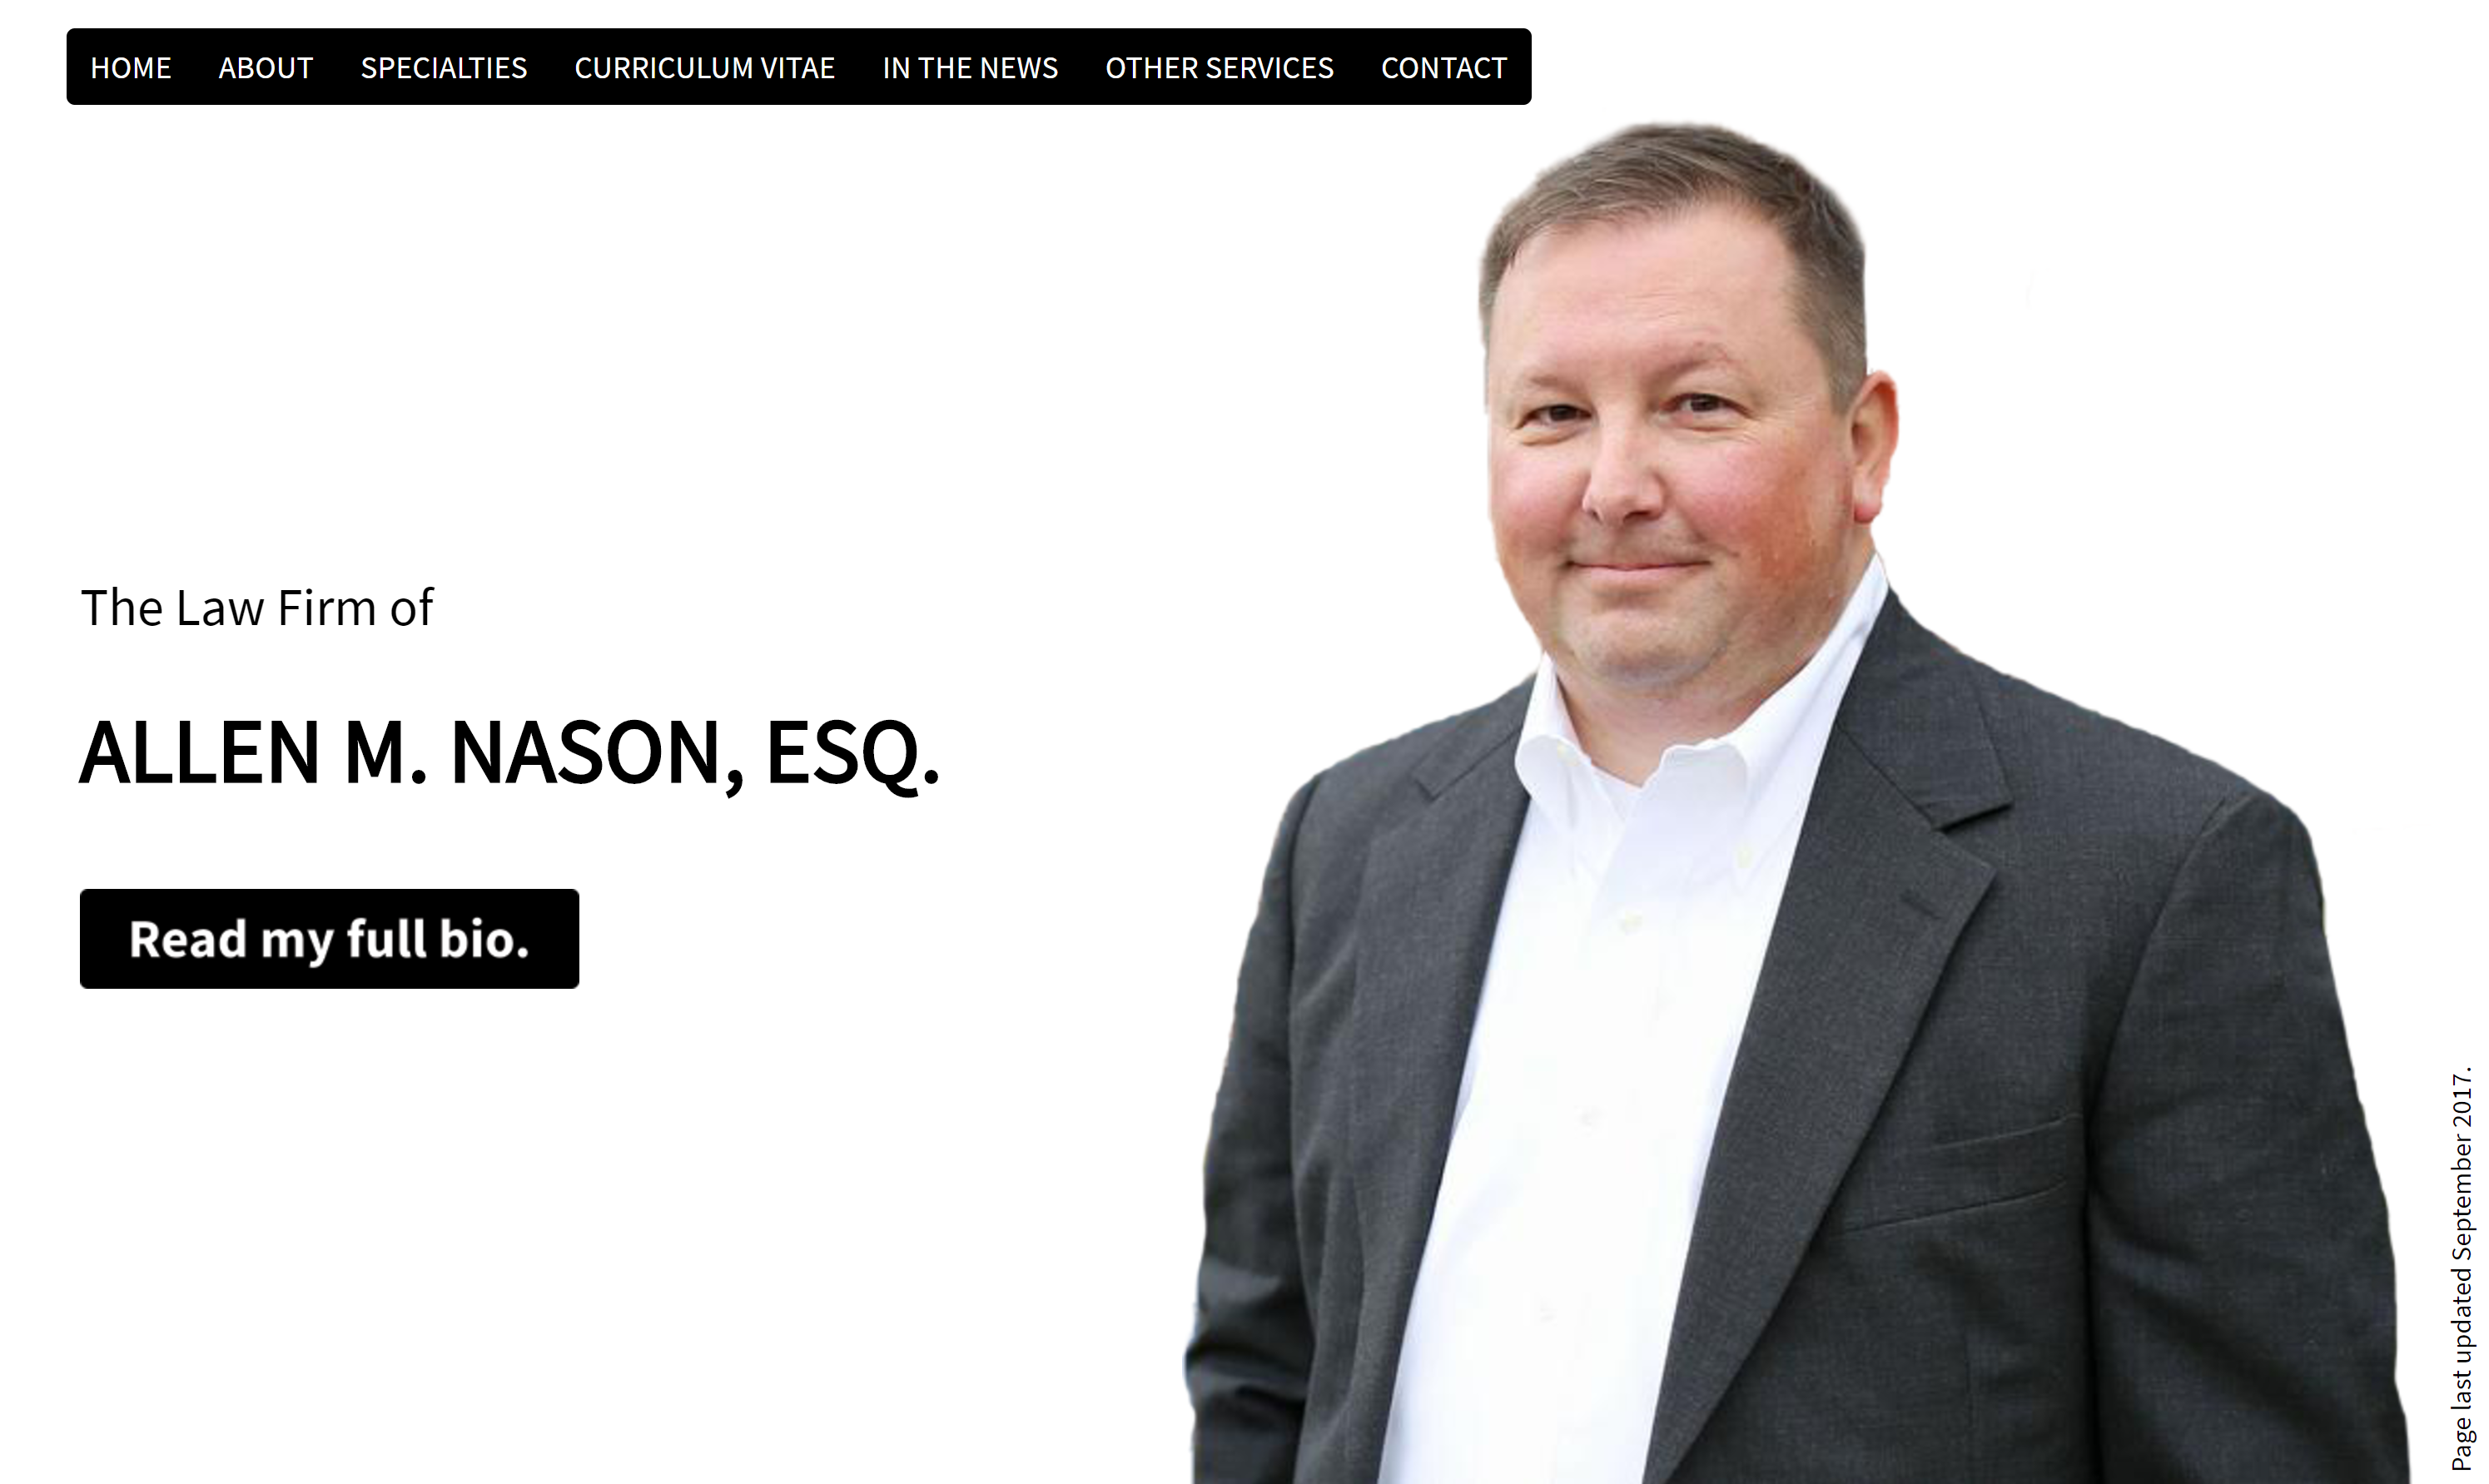 HOME ABOUT SPECIALTIES CURRICULUM VITAE IN THE NEWS OTHER SERVICES CONTACT
The Law Firm of
ALLEN M. NASON, ESQ.
Read my full bio.
Page last updated September 2017.